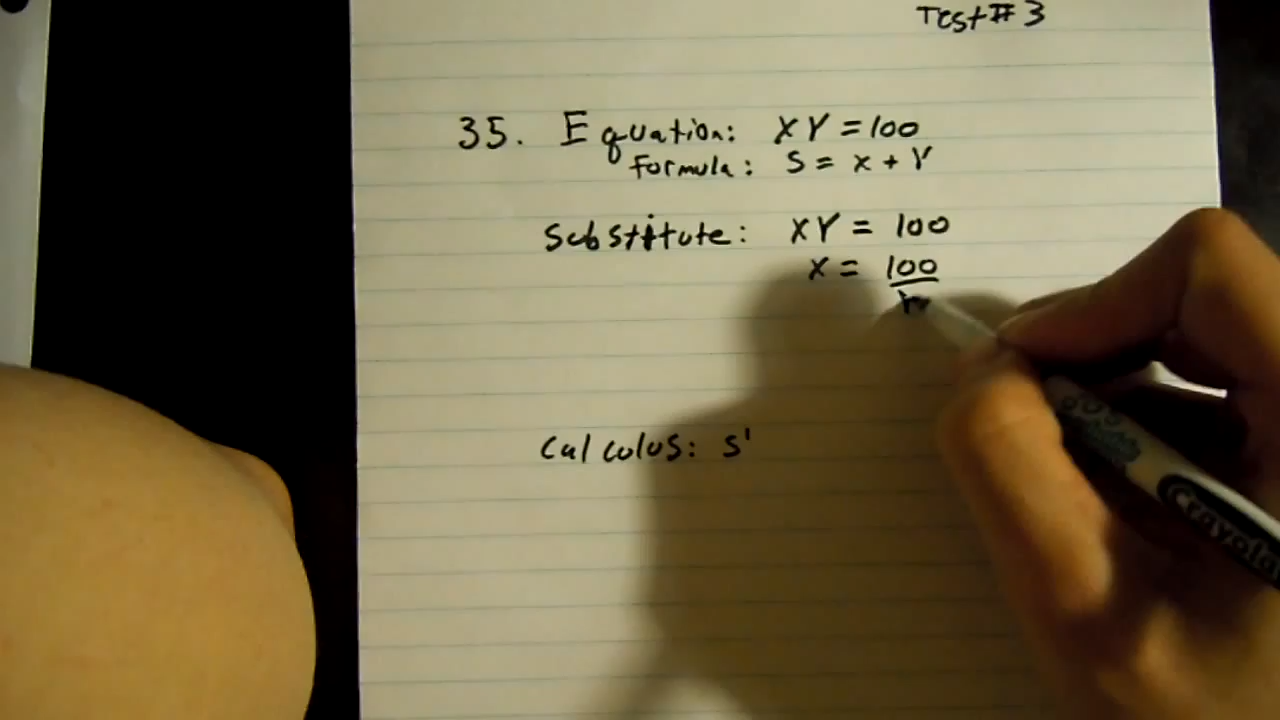 Test # 3
35. Equation: XY = 100
Formula: S = x + Y
Substitute: XY = 100
X = 100
Calculus: S'
Crayola